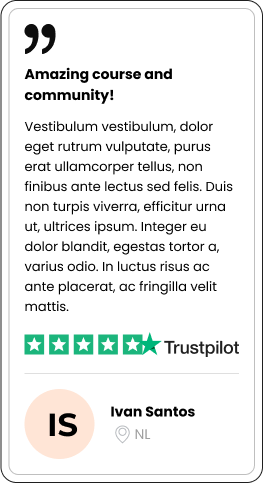 ”
Amazing course and
community!
Vestibulum vestibulum, dolor
eget rutrum vulputate, purus
erat ullamcorper tellus, non
finibus ante lectus sed felis. Duis
non turpis viverra, efficitur urna
ut, ultrices ipsum. Integer eu
dolor blandit, egestas tortor a,
varius odio. In luctus risus ac
ante placerat, ac fringilla velit
mattis.
Trustpilot
IS
Ivan Santos
NL